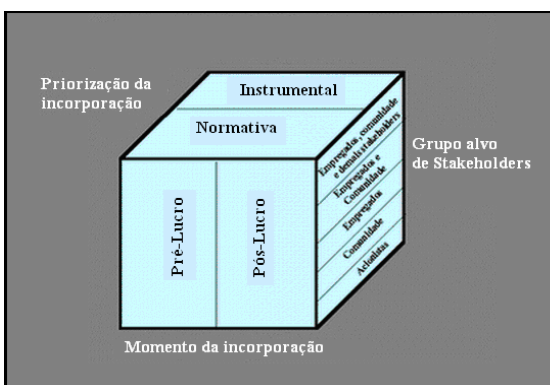 Priorização da
incorporação
Instrumental
Normativa
Pré-Lucro
Pós-Lucro
Empregados, comunidade
e demais stakeholders
Empregados e
Comunidade
Empregados
Comunidade
Acionistas
Grupo alvo
de Stakeholders
Momento da incorporação